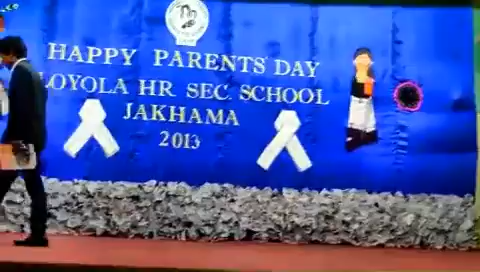 HAPPY PARENTS' DAY
LOYOLA HR SEC. SCHOOL
JAKHAMA
2013